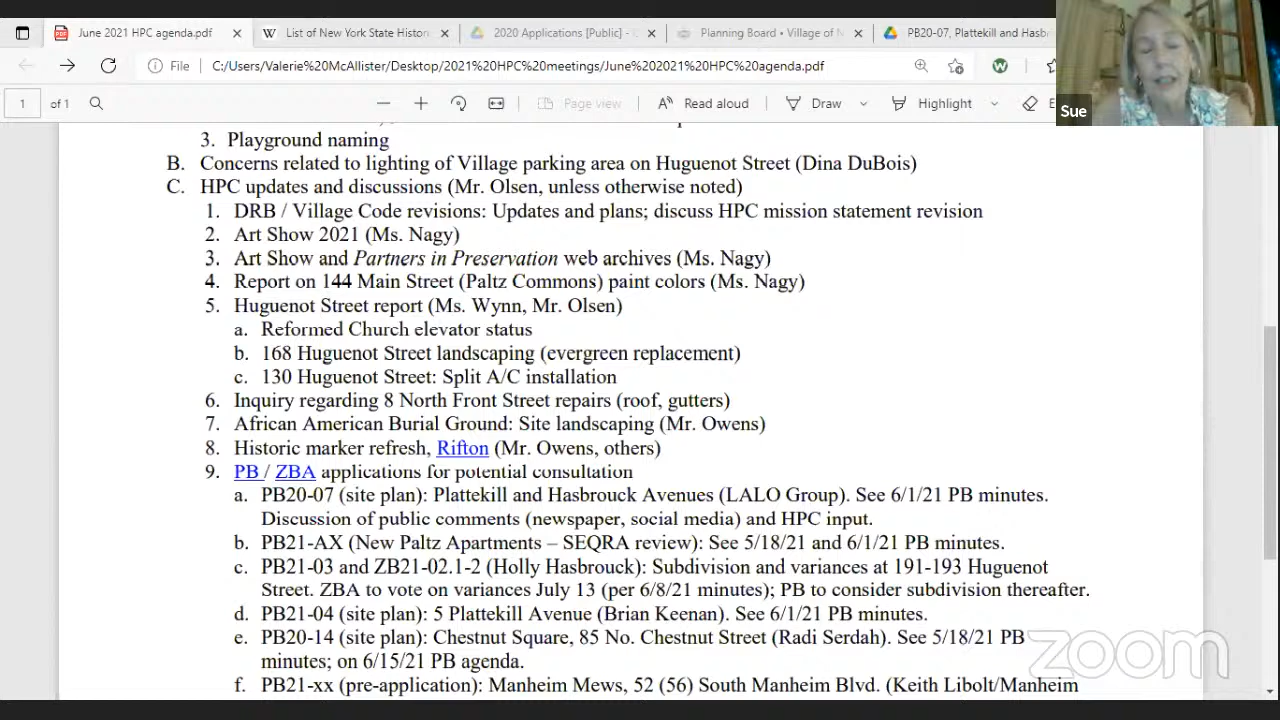 June 2021 HPC agenda.pdf
List of New York State Histori
2020 Applications [Public] -
Planning Board • Village of N
PB20-07, Plattekill and Hasb
File
C:/Users/Valerie%20McAllister/Desktop/2021%20HPC%20meetings/June%202021%20HPC%20agenda.pdf
1 of 1
Page view
Read aloud
Draw
Highlight
Sue
3. Playground naming
B. Concerns related to lighting of Village parking area on Huguenot Street (Dina DuBois)
C. HPC updates and discussions (Mr. Olsen, unless otherwise noted)
1. DRB / Village Code revisions: Updates and plans; discuss HPC mission statement revision
2. Art Show 2021 (Ms. Nagy)
3. Art Show and Partners in Preservation web archives (Ms. Nagy)
4. Report on 144 Main Street (Paltz Commons) paint colors (Ms. Nagy)
5. Huguenot Street report (Ms. Wynn, Mr. Olsen)
a. Reformed Church elevator status
b. 168 Huguenot Street landscaping (evergreen replacement)
c. 130 Huguenot Street: Split A/C installation
6. Inquiry regarding 8 North Front Street repairs (roof, gutters)
7. African American Burial Ground: Site landscaping (Mr. Owens)
8. Historic marker refresh, Rifton (Mr. Owens, others)
9. PB / ZBA applications for potential consultation
a. PB20-07 (site plan): Plattekill and Hasbrouck Avenues (LALO Group). See 6/1/21 PB minutes.
Discussion of public comments (newspaper, social media) and HPC input.
b. PB21-AX (New Paltz Apartments – SEQRA review): See 5/18/21 and 6/1/21 PB minutes.
c. PB21-03 and ZB21-02.1-2 (Holly Hasbrouck): Subdivision and variances at 191-193 Huguenot
Street. ZBA to vote on variances July 13 (per 6/8/21 minutes); PB to consider subdivision thereafter.
d. PB21-04 (site plan): 5 Plattekill Avenue (Brian Keenan). See 6/1/21 PB minutes.
e. PB20-14 (site plan): Chestnut Square, 85 No. Chestnut Street (Radi Serdah). See 5/18/21 PB
minutes; on 6/15/21 PB agenda.
f. PB21-xx (pre-application): Manheim Mews, 52 (56) South Manheim Blvd. (Keith Libolt/Manheim
zoom